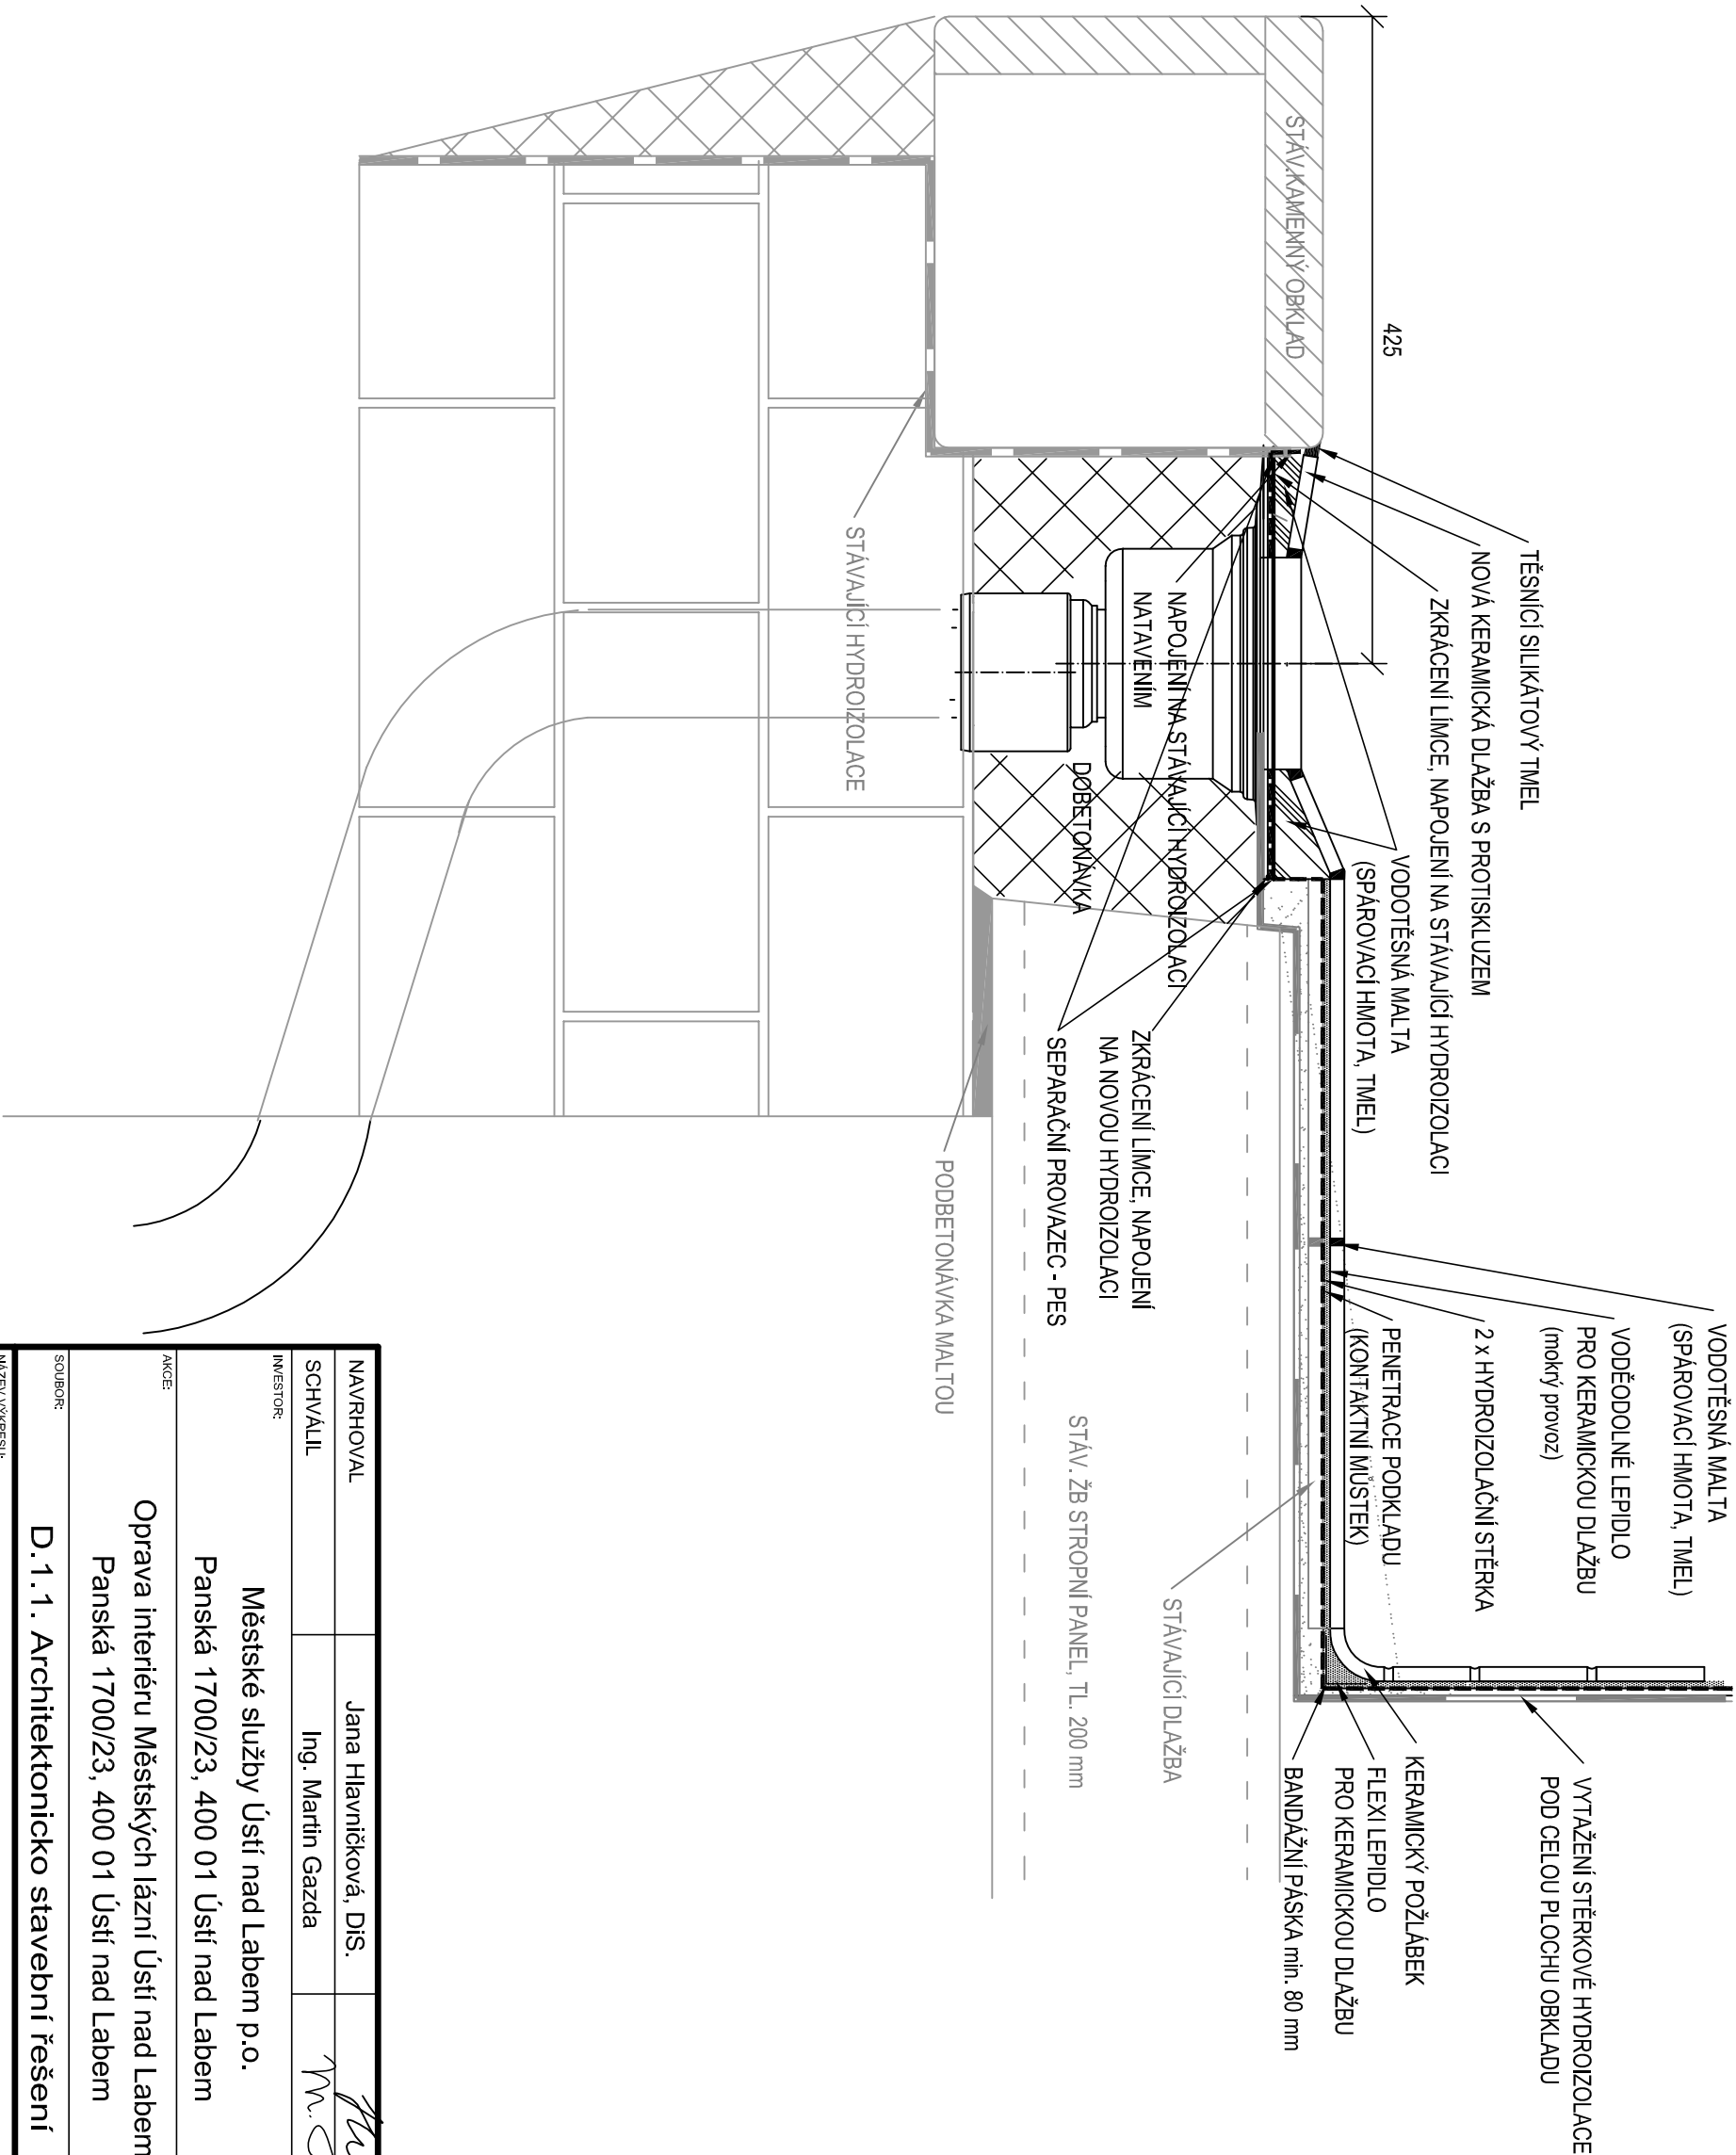 425
STÁV.KAMENNÝ OBKLAD
TĚSNÍCÍ SILIKÁTOVÝ TMEL
NOVÁ KERAMICKÁ DLAŽBA S PROTISKLUZEM
ZKRÁCENÍ LÍMCE, NAPOJENÍ NA STÁVAJÍCÍ HYDROIZOLACI
VODOTĚSNÁ MALTA
(SPÁROVACÍ HMOTA, TMEL)
NAPOJENÍ NA STÁVAJÍCÍ HYDROIZOLACI
NATAVENÍM
DOBETONÁVKA
STÁVAJÍCÍ HYDROIZOLACE
ZKRÁCENÍ LÍMCE, NAPOJENÍ
NA NOVOU HYDROIZOLACI
SEPARAČNÍ PROVAZEC - PES
PODBETONÁVKA MALTOU
VODOTĚSNÁ MALTA
(SPÁROVACÍ HMOTA, TMEL)
VODĚODOLNÉ LEPIDLO
PRO KERAMICKOU DLAŽBU
(mokrý provoz)
2 x HYDROIZOLAČNÍ STĚRKA
PENETRACE PODKLADU
(KONTAKTNÍ MŮSTEK)
STÁVAJÍCÍ DLAŽBA
STÁV. ŽB STROPNÍ PANEL, TL. 200 mm
VYTAŽENÍ STĚRKOVÉ HYDROIZOLACE
POD CELOU PLOCHU OBKLADU
KERAMICKÝ POŽLÁBEK
FLEXI LEPIDLO
PRO KERAMICKOU DLAŽBU
BANDÁŽNÍ PÁSKA min. 80 mm
NAVRHOVAL Jana Hlavničková, DiS.
SCHVÁLIL Ing. Martin Gazda
INVESTOR:
Městské služby Ústí nad Labem p.o.
Panská 1700/23, 400 01 Ústí nad Labem
AKCE:
Oprava interiéru Městských lázní Ústí nad Labem
Panská 1700/23, 400 01 Ústí nad Labem
SOUBOR:
D.1.1. Architektonicko stavební řešení
NÁZEV VÝKRESU: